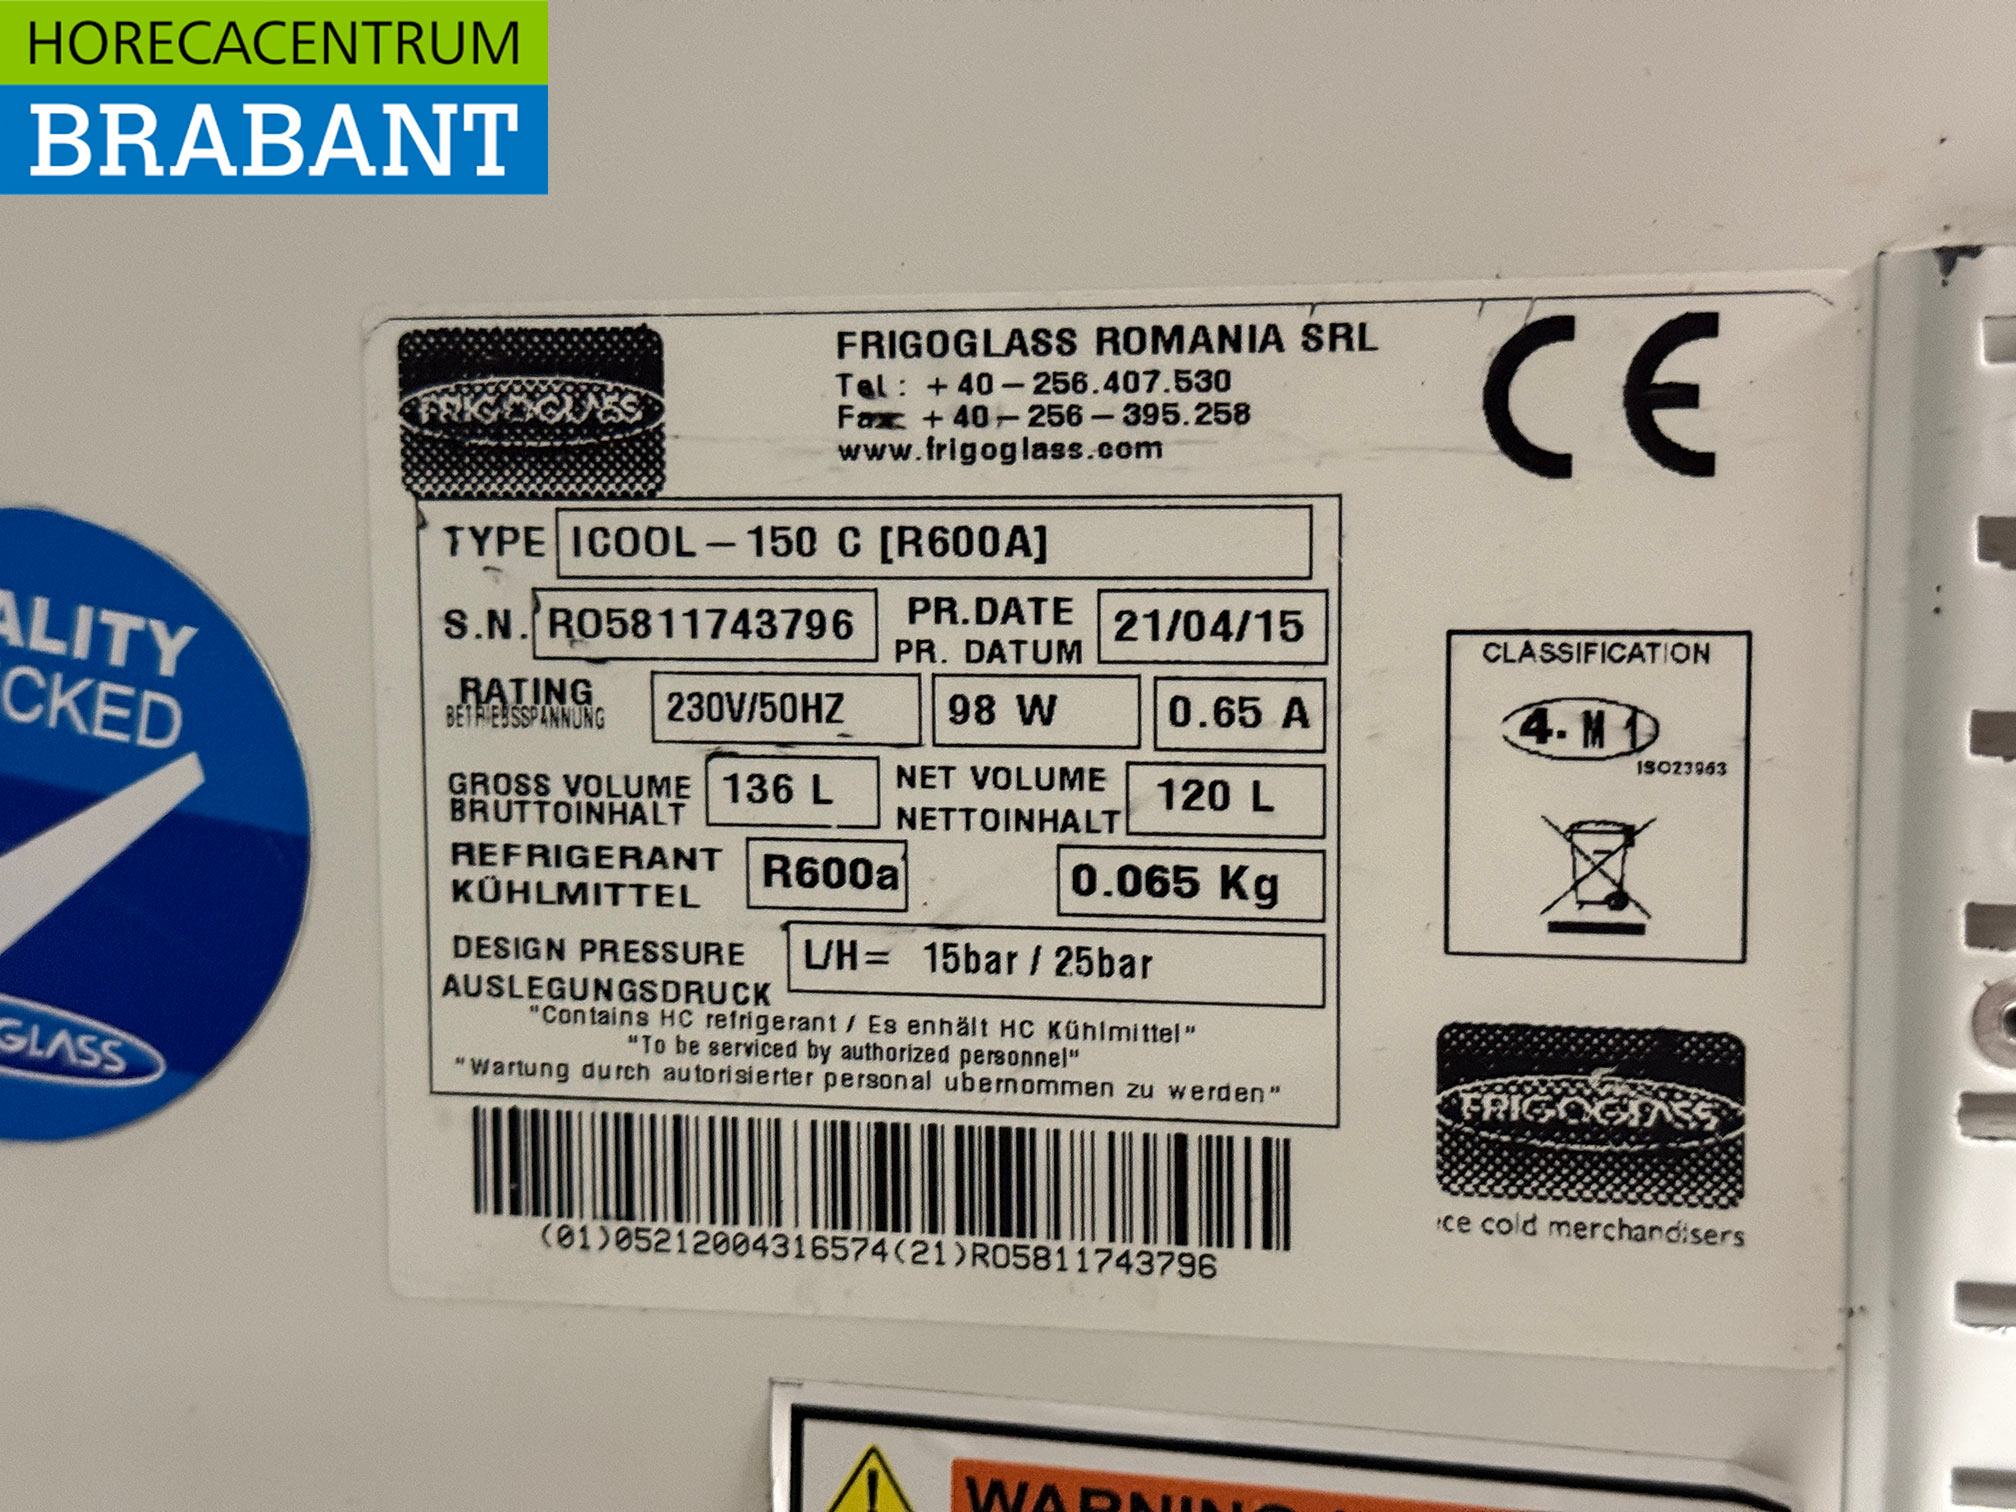 HORECACENTRUM
BRABANT
FRIGOGLASS
FRIGOGLASS ROMANIA SRL
Tel : +40-256.407.530
Fax +40-256-395.258
www.frigoglass.com
CE
TYPE ICOOL-150 C [R600A]
S.N. RO5811743796 PR.DATE 21/04/15
PR. DATUM
RATING 230V/50HZ 98 W 0.65 A
BETRIEBSSPANNUNG
GROSS VOLUME 136 L NET VOLUME 120 L
BRUTTOINHALT NETTOINHALT
REFRIGERANT R600a 0.065 Kg
KÜHLMITTEL
DESIGN PRESSURE L/H= 15bar / 25bar
AUSLEGUNGSDRUCK
"Contains HC refrigerant / Es enhält HC Kühlmittel"
"To be serviced by authorized personnel"
"Wartung durch autorisierter personal ubernommen zu werden"
(01)05212004316574(21)RO5811743796
CLASSIFICATION
4. M 1
ISO23953
FRIGOGLASS
ice cold merchandisers
ALITY
CKED
GLASS
WARNING